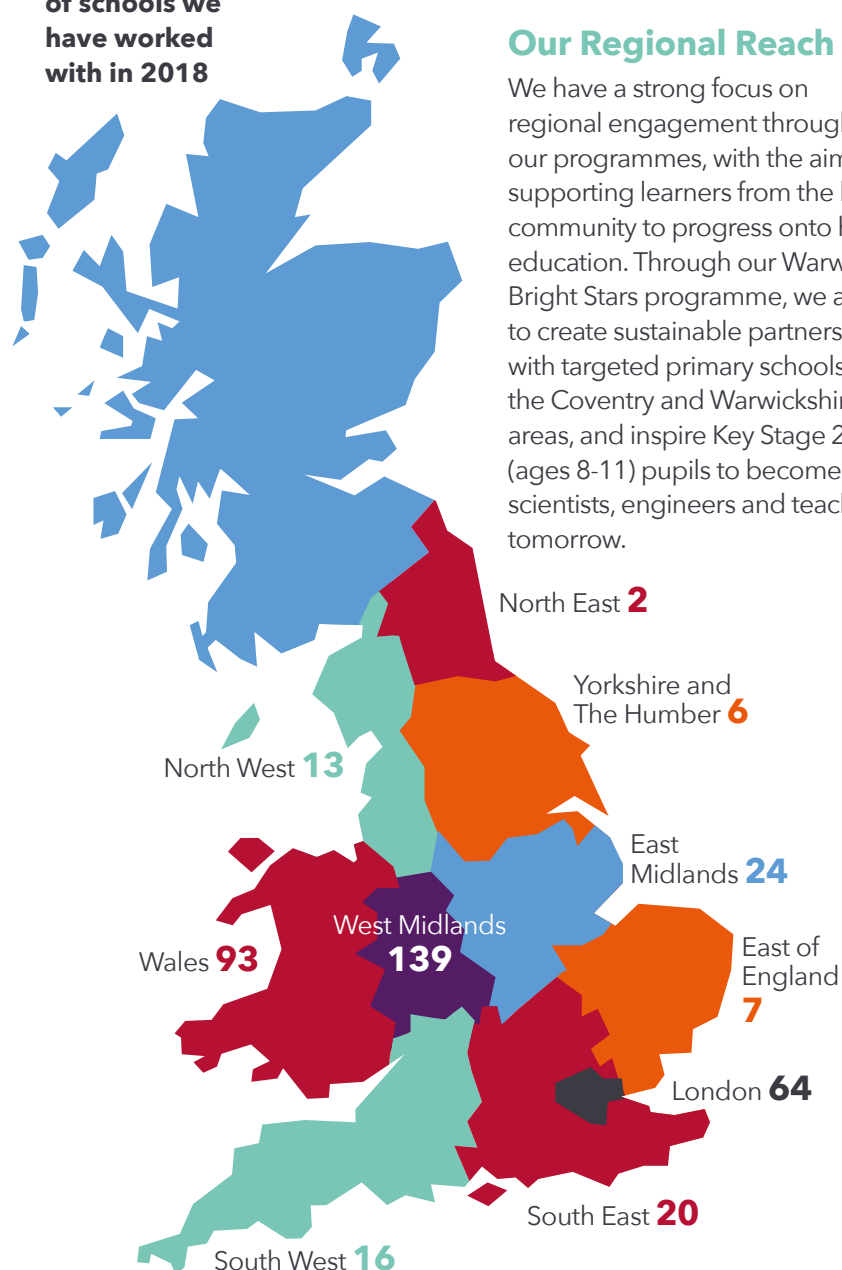 of schools we
have worked
with in 2018
Our Regional Reach
We have a strong focus on
regional engagement through
our programmes, with the aim
supporting learners from the
community to progress onto
education. Through our
Bright Stars programme, we
to create sustainable
with targeted primary schools
the Coventry and
areas, and inspire Key Stage 2
(ages 8-11) pupils to become
scientists, engineers and
tomorrow.
North East 2
Yorkshire and
The Humber 6
North West 13
East
Midlands 24
West Midlands
139
Wales 93
East of
England
7
London 64
South East 20
South West 16